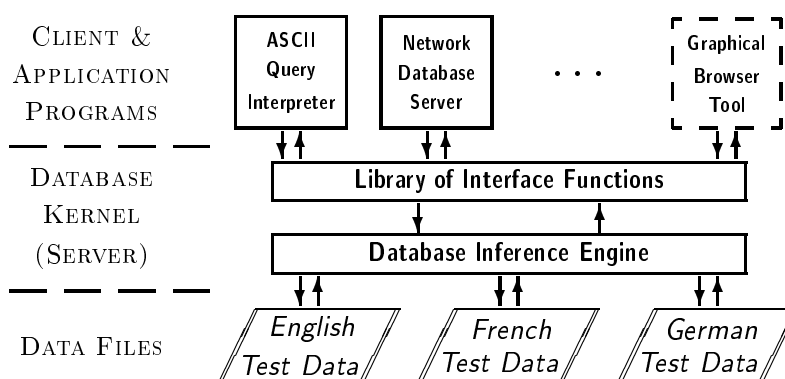 CLIENT &
APPLICATION
PROGRAMS
ASCII
Query
Interpreter
Network
Database
Server
· · ·
Graphical
Browser
Tool
DATABASE
KERNEL
(SERVER)
Library of Interface Functions
Database Inference Engine
DATA FILES
English
Test Data
French
Test Data
German
Test Data